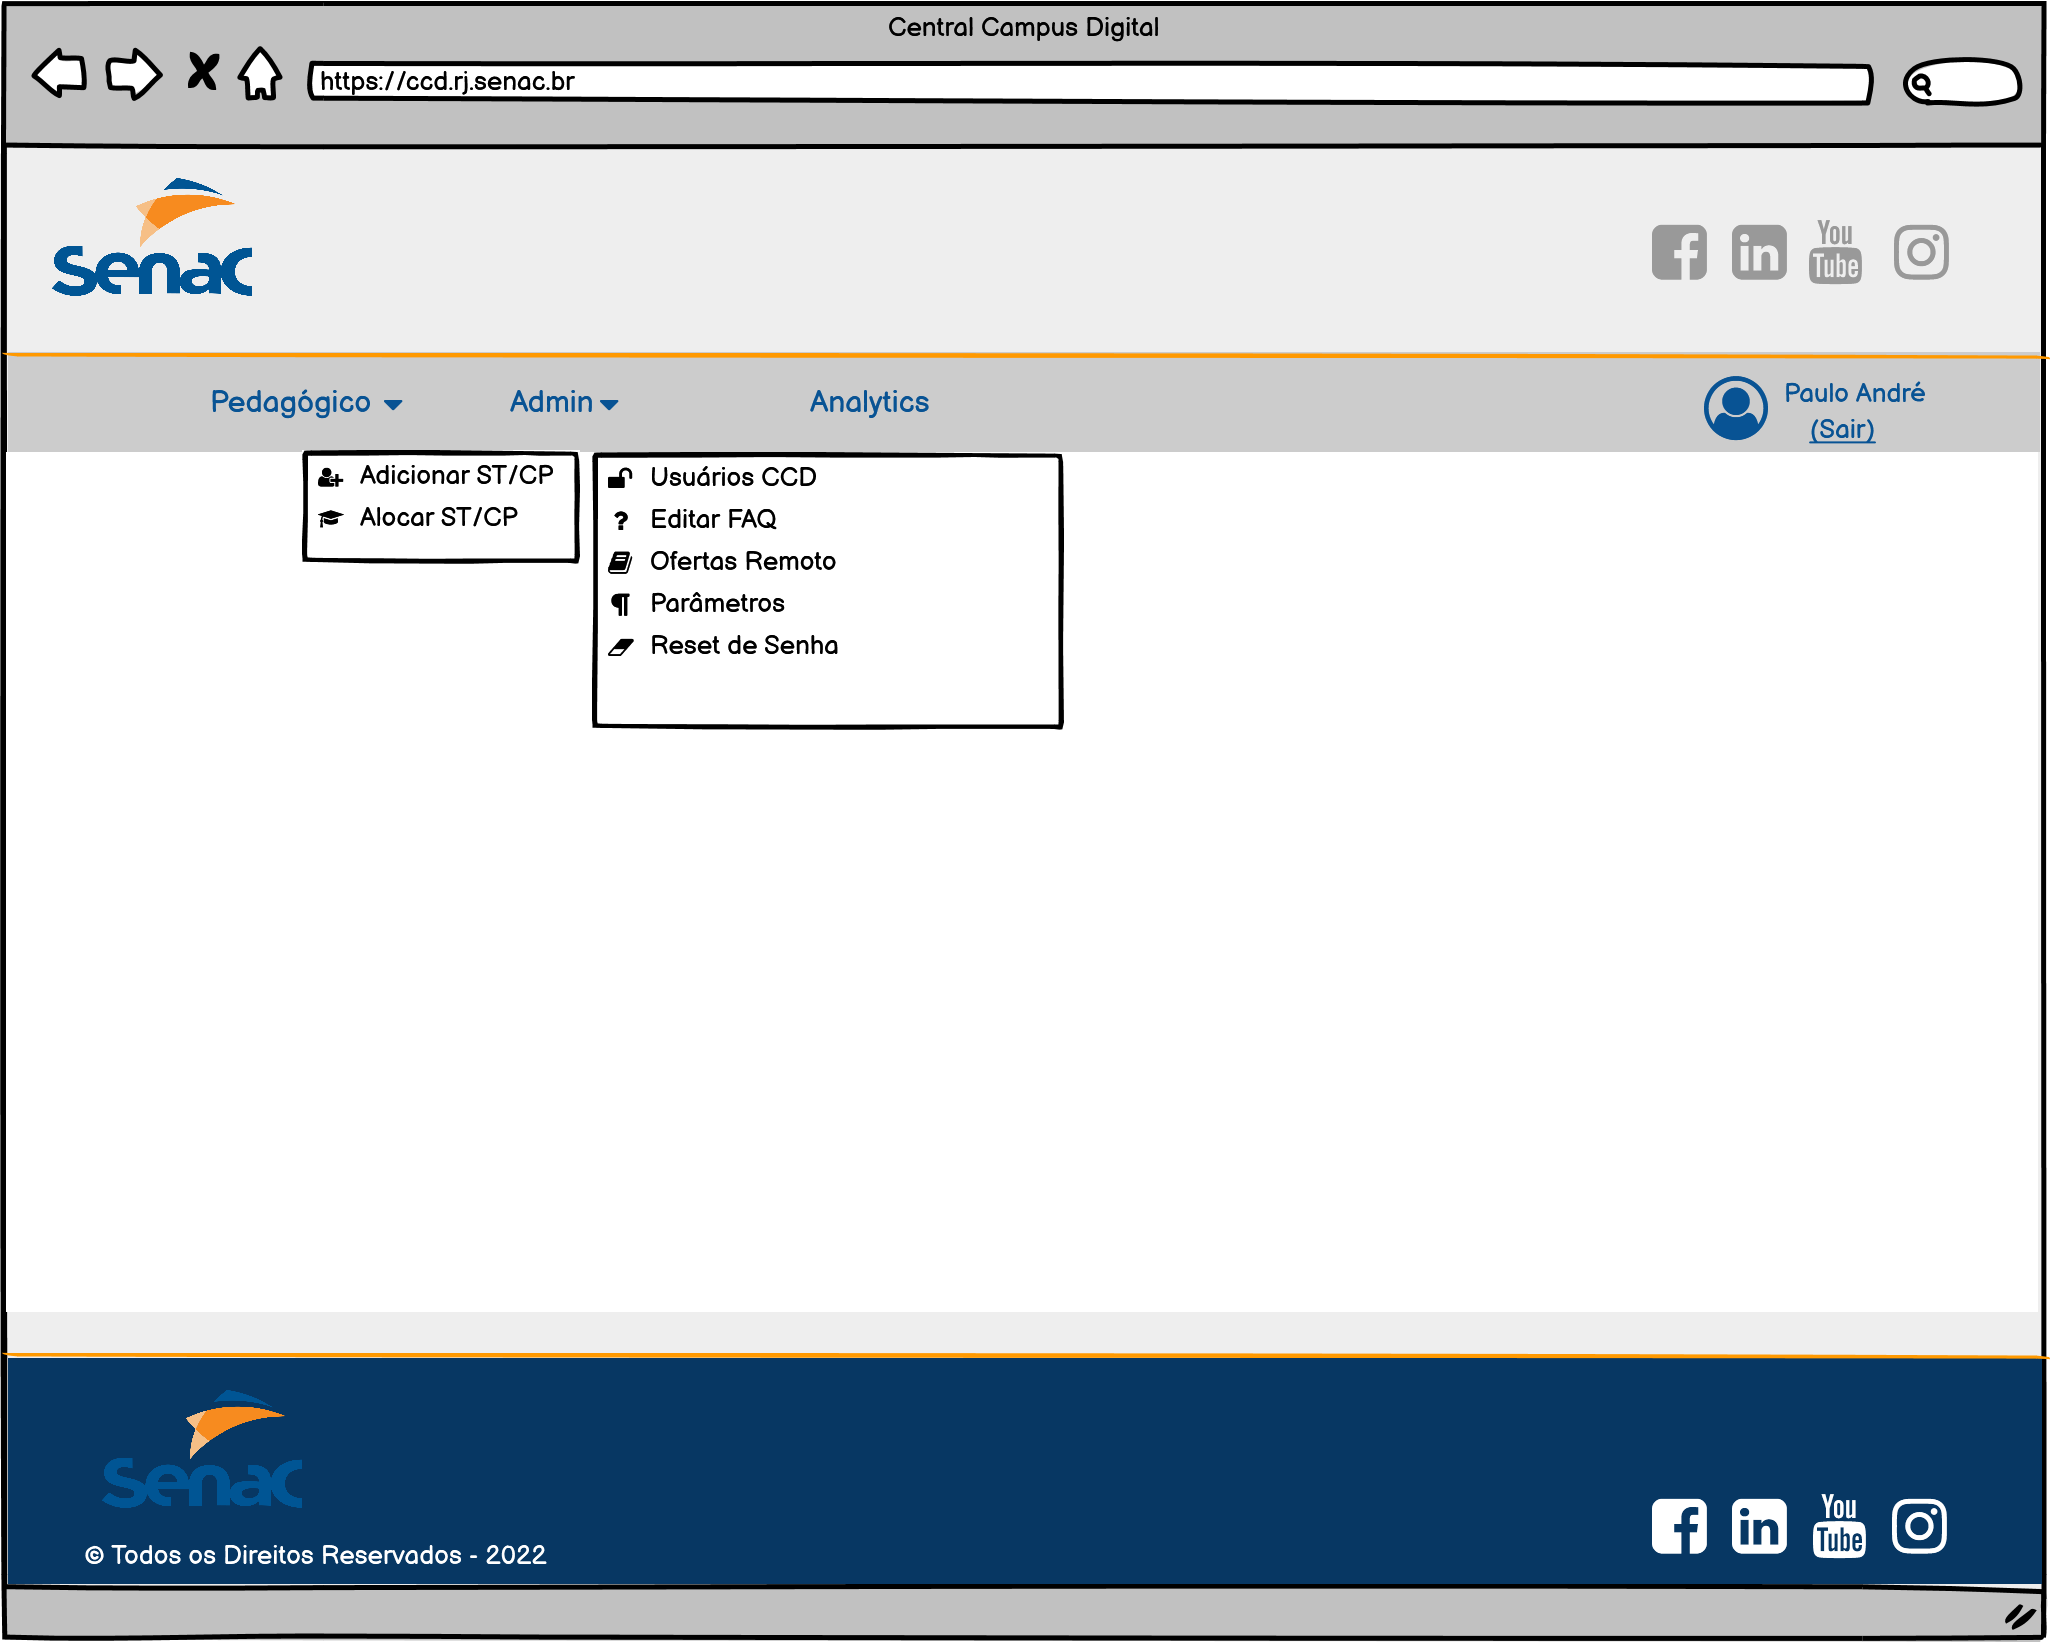 Central Campus Digital
https://ccd.rj.senac.br
Senac
You
Tube
Pedagógico
Admin
Analytics
Paulo André
(Sair)
Adicionar ST/CP
Alocar ST/CP
Usuários CCD
Editar FAQ
Ofertas Remoto
Parâmetros
Reset de Senha
Senac
You
Tube
© Todos os Direitos Reservados - 2022